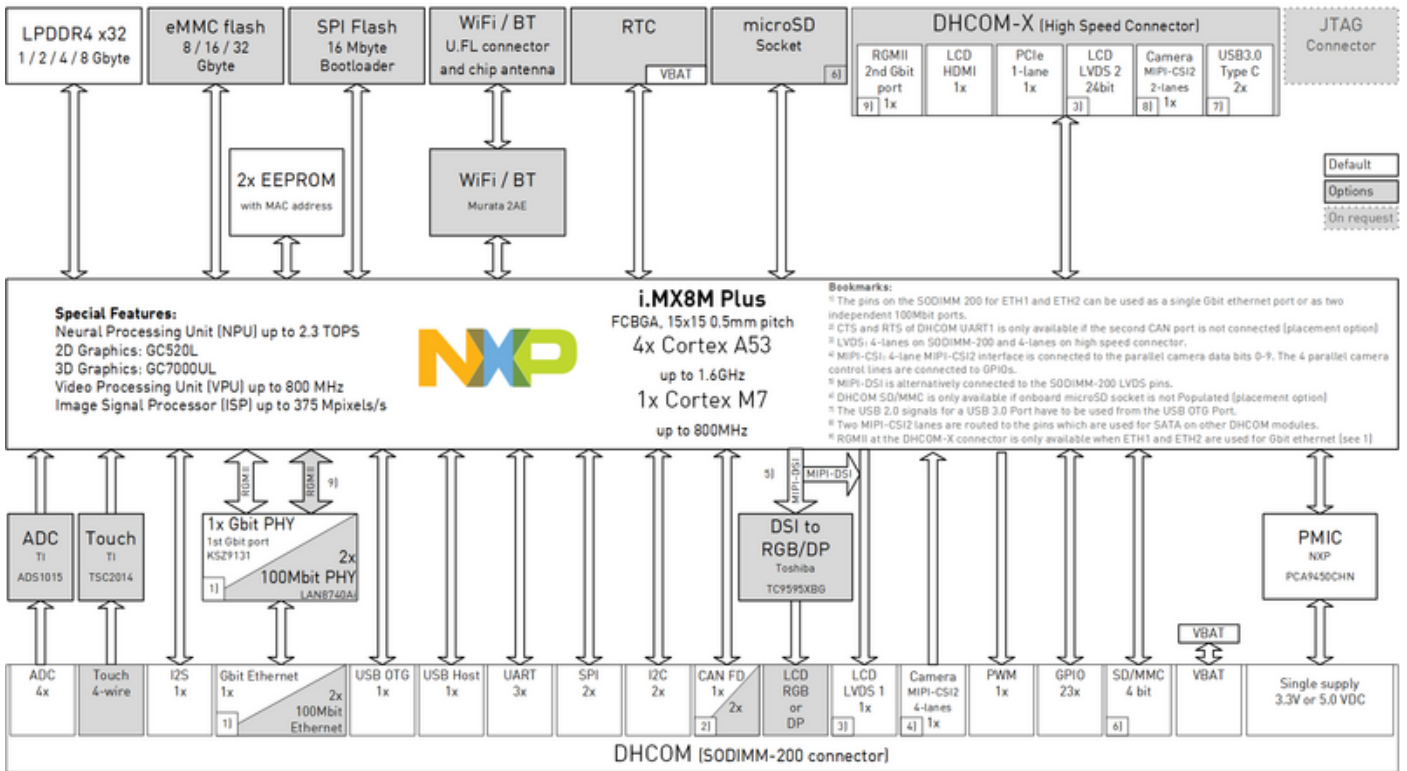 LPDDR4 x32
1 / 2 / 4 / 8 Gbyte
eMMC flash
8 / 16 / 32
Gbyte
SPI Flash
16 Mbyte
Bootloader
WiFi / BT
U.FL connector
and chip antenna
RTC
VBAT
microSD
Socket
6)
DHCOM-X (High Speed Connector)
RGMII
2nd Gbit
port
9) 1x
LCD
HDMI
1x
PCIe
1-lane
1x
LCD
LVDS 2
24bit
3)
Camera
MIPI-CSI2
2-lanes
8) 1x
USB3.0
Type C
2x
7)
JTAG
Connector
2x EEPROM
with MAC address
WiFi / BT
Murata 2AE
Default
Options
On request
Special Features:
Neural Processing Unit (NPU) up to 2.3 TOPS
2D Graphics: GC520L
3D Graphics: GC7000UL
Video Processing Unit (VPU) up to 800 MHz
Image Signal Processor (ISP) up to 375 Mpixels/s
NXP
i.MX8M Plus
FCBGA, 15x15 0.5mm pitch
4x Cortex A53
up to 1.6GHz
1x Cortex M7
up to 800MHz
Bookmarks:
1) The pins on the SODIMM 200 for ETH1 and ETH2 can be used as a single Gbit ethernet port or as two
independent 100Mbit ports.
2) CTS and RTS of DHCOM UART1 is only available if the second CAN port is not connected (placement option)
3) LVDS: 4-lanes on SODIMM-200 and 4-lanes on high speed connector.
4) MIPI-CSI: 4-lane MIPI-CSI2 interface is connected to the parallel camera data bits 0-9. The 4 parallel camera
control lines are connected to GPIOs.
5) MIPI-DSI is alternatively connected to the SODIMM-200 LVDS pins.
6) DHCOM SD/MMC is only available if onboard microSD socket is not Populated (placement option)
7) The USB 2.0 signals for a USB 3.0 Port have to be used from the USB OTG Port.
8) Two MIPI-CSI2 lanes are routed to the pins which are used for SATA on other DHCOM modules.
9) RGMII at the DHCOM-X connector is only available when ETH1 and ETH2 are used for Gbit ethernet (see 1)
RGMII
RGMII
9)
5)
MIPI-DSI
MIPI-DSI
ADC
TI
ADS1015
Touch
TI
TSC2014
1x Gbit PHY
1st Gbit port
KSZ9131
2x
100Mbit PHY
1)
LAN8740Ai
DSI to
RGB/DP
Toshiba
TC9595XBG
PMIC
NXP
PCA9450CHN
VBAT
ADC
4x
Touch
4-wire
I2S
1x
Gbit Ethernet
1x
2x
100Mbit
Ethernet
1)
USB OTG
1x
USB Host
1x
UART
3x
SPI
2x
I2C
2x
CAN FD
1x
2x
2)
LCD
RGB
or
DP
LCD
LVDS 1
1x
3)
Camera
MIPI-CSI2
4-lanes
4) 1x
PWM
1x
GPIO
23x
SD/MMC
4 bit
6)
VBAT
Single supply
3.3V or 5.0 VDC
DHCOM (SODIMM-200 connector)